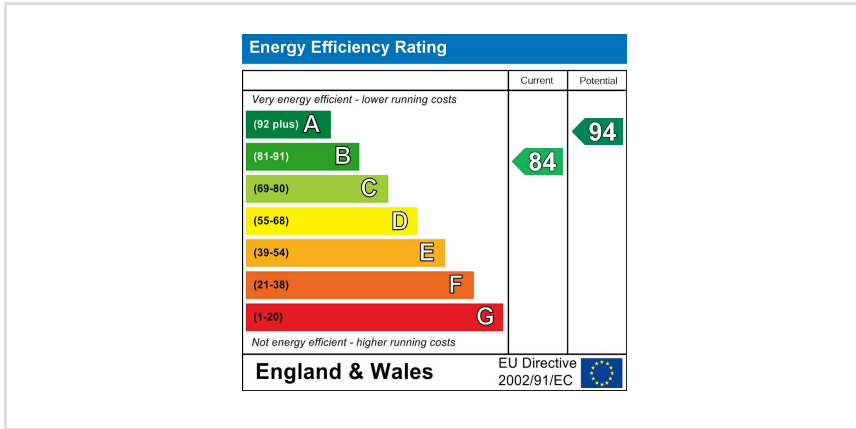 Energy Efficiency Rating
Current Potential
Very energy efficient - lower running costs
(92 plus) A
94
(81-91) B
84
(69-80) C
(55-68) D
(39-54) E
(21-38) F
(1-20) G
Not energy efficient - higher running costs
England & Wales
EU Directive
2002/91/EC